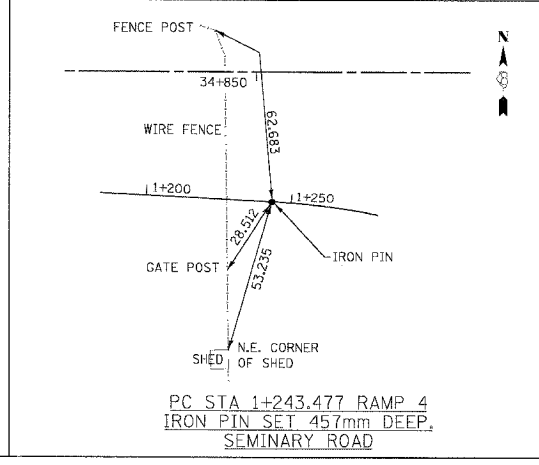 FENCE POST
N
34+850
62.683
WIRE FENCE
1+200
1+250
28.512
53.235
IRON PIN
GATE POST
SHED
N.E. CORNER
OF SHED
PC STA 1+243.477 RAMP 4
IRON PIN SET 457mm DEEP.
SEMINARY ROAD